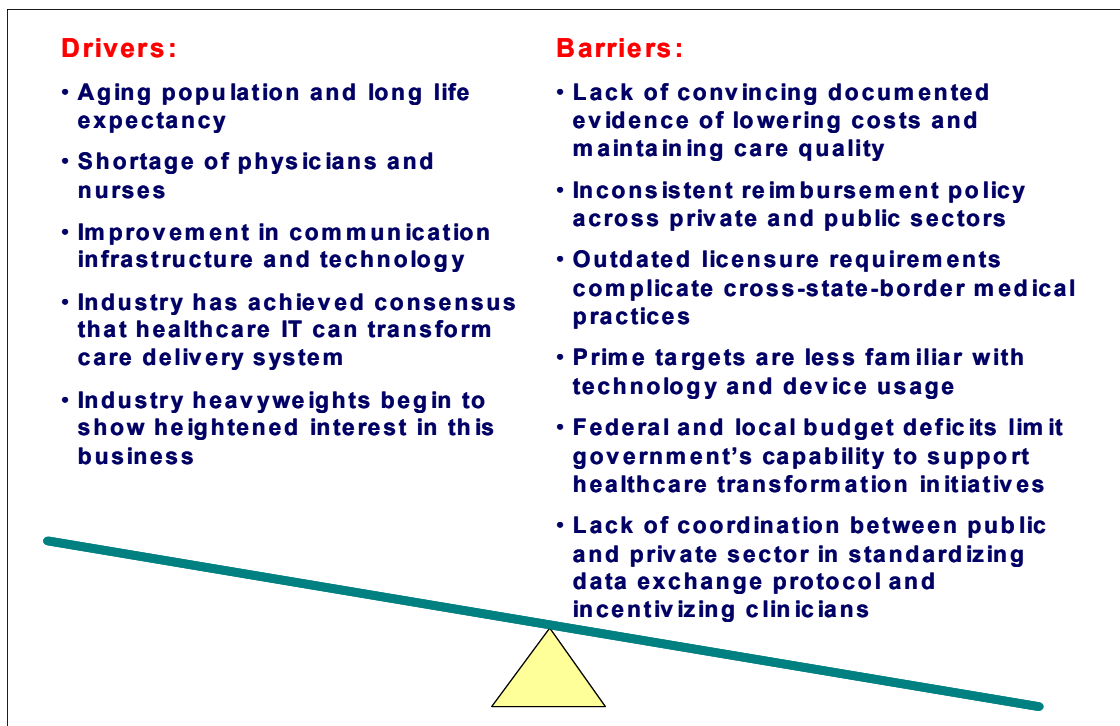 Drivers:
• Aging population and long life
expectancy
• Shortage of physicians and
nurses
• Improvement in communication
infrastructure and technology
• Industry has achieved consensus
that healthcare IT can transform
care delivery system
• Industry heavyweights begin to
show heightened interest in this
business
Barriers:
• Lack of convincing documented
evidence of lowering costs and
maintaining care quality
• Inconsistent reimbursement policy
across private and public sectors
• Outdated licensure requirements
complicate cross-state-border medical
practices
• Prime targets are less familiar with
technology and device usage
• Federal and local budget deficits limit
government’s capability to support
healthcare transformation initiatives
• Lack of coordination between public
and private sector in standardizing
data exchange protocol and
incentivizing clinicians